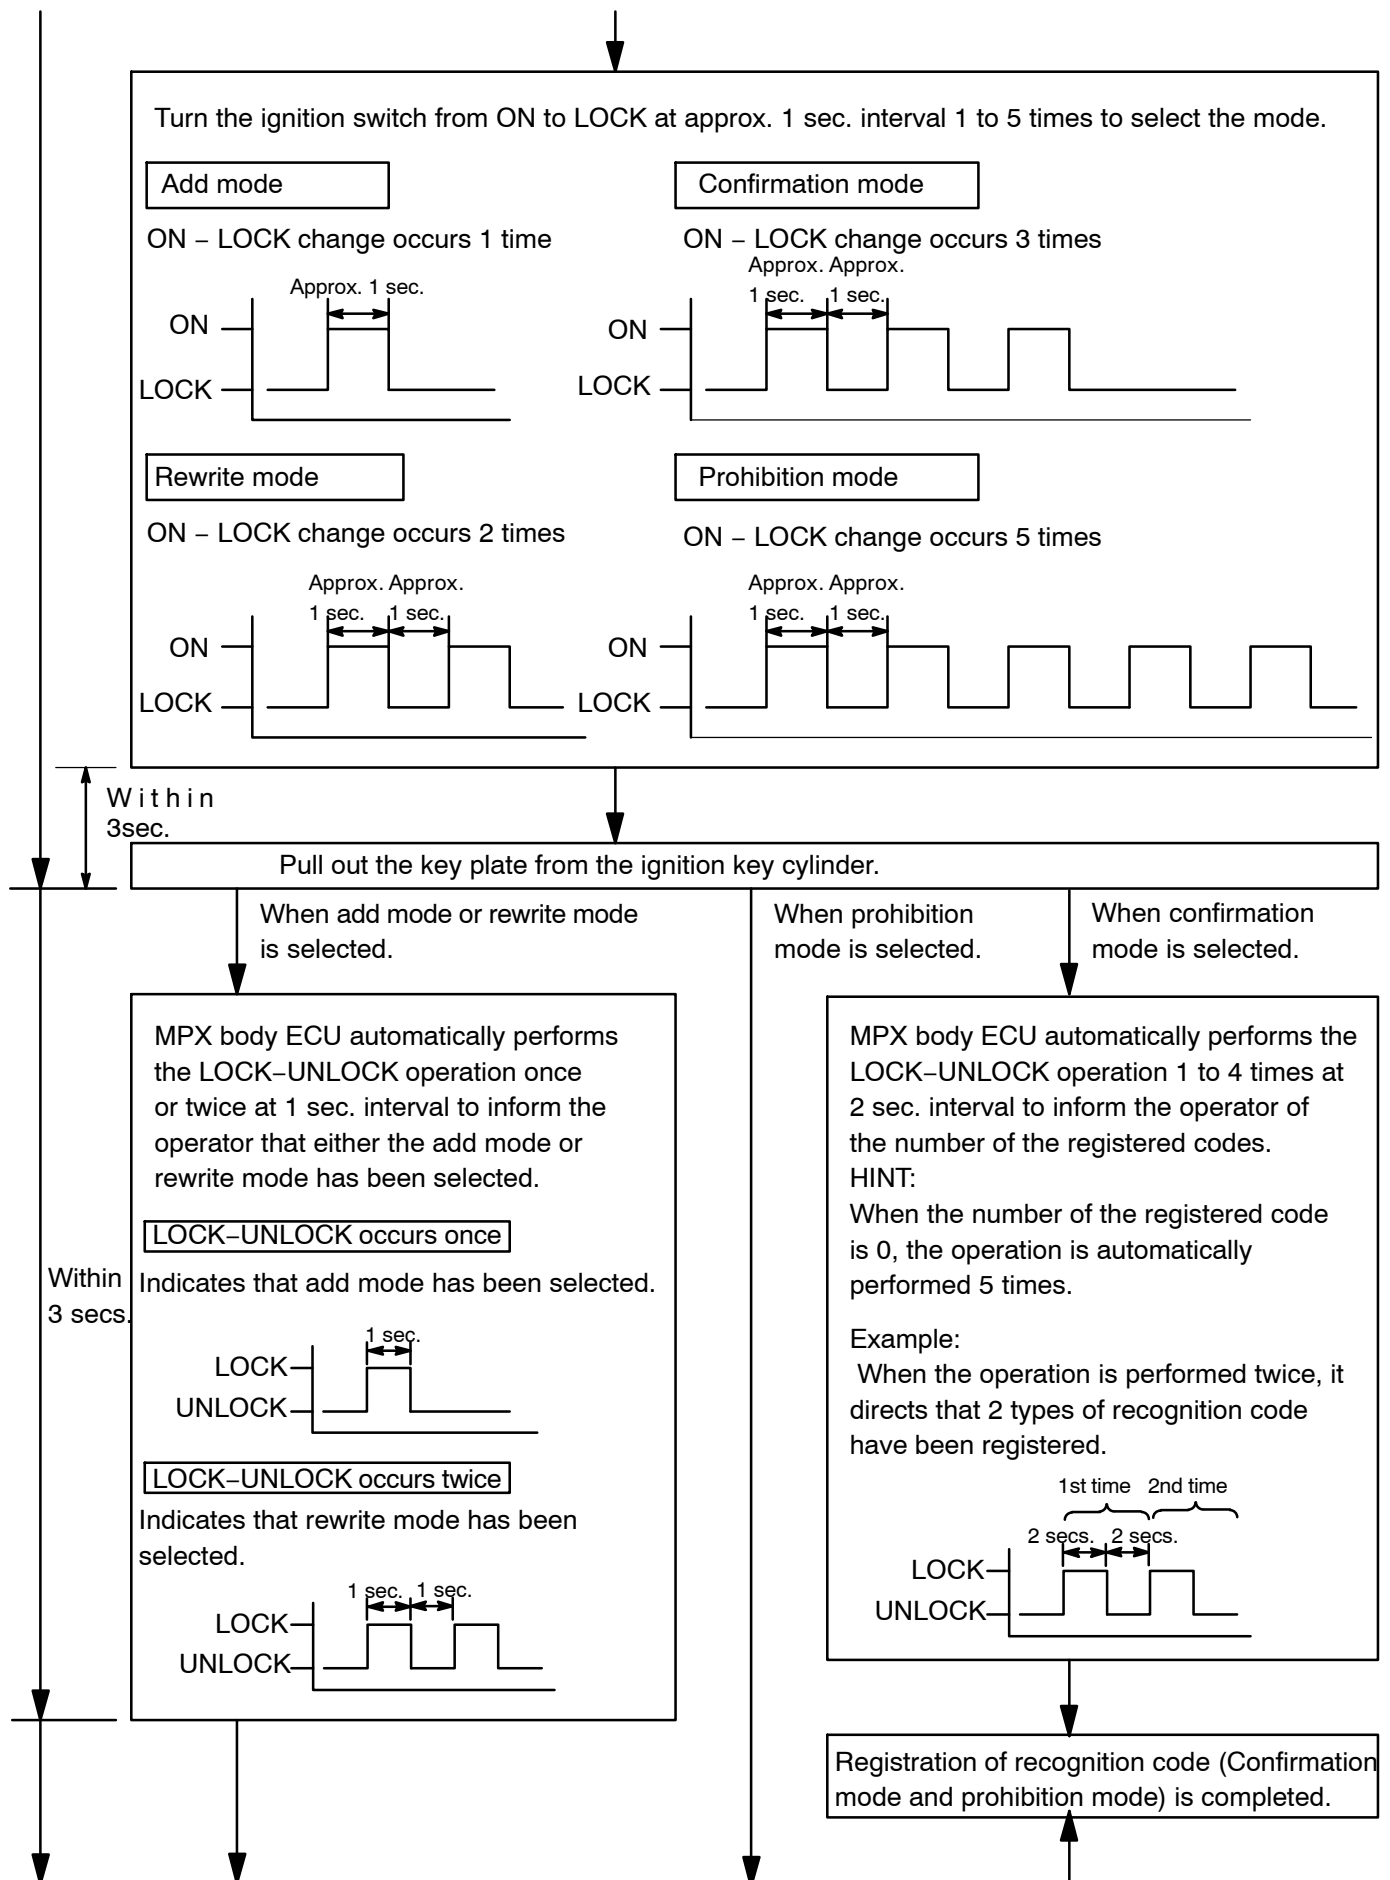 Turn the ignition switch from ON to LOCK at approx. 1 sec. interval 1 to 5 times to select the mode.
Add mode
ON – LOCK change occurs 1 time
Approx. 1 sec.
ON
LOCK
Confirmation mode
ON – LOCK change occurs 3 times
Approx. Approx.
1 sec. 1 sec.
ON
LOCK
Rewrite mode
ON – LOCK change occurs 2 times
Approx. Approx.
1 sec. 1 sec.
ON
LOCK
Prohibition mode
ON – LOCK change occurs 5 times
Approx. Approx.
1 sec. 1 sec.
ON
LOCK
Within
3sec.
Pull out the key plate from the ignition key cylinder.
When add mode or rewrite mode
is selected.
When prohibition
mode is selected.
When confirmation
mode is selected.
Within
3 secs.
MPX body ECU automatically performs
the LOCK–UNLOCK operation once
or twice at 1 sec. interval to inform the
operator that either the add mode or
rewrite mode has been selected.
LOCK–UNLOCK occurs once
Indicates that add mode has been selected.
1 sec.
LOCK
UNLOCK
LOCK–UNLOCK occurs twice
Indicates that rewrite mode has been
selected.
1 sec. 1 sec.
LOCK
UNLOCK
MPX body ECU automatically performs the
LOCK–UNLOCK operation 1 to 4 times at
2 sec. interval to inform the operator of
the number of the registered codes.
HINT:
When the number of the registered code
is 0, the operation is automatically
performed 5 times.
Example:
When the operation is performed twice, it
directs that 2 types of recognition code
have been registered.
1st time 2nd time
2 secs. 2 secs.
LOCK
UNLOCK
Registration of recognition code (Confirmation
mode and prohibition mode) is completed.